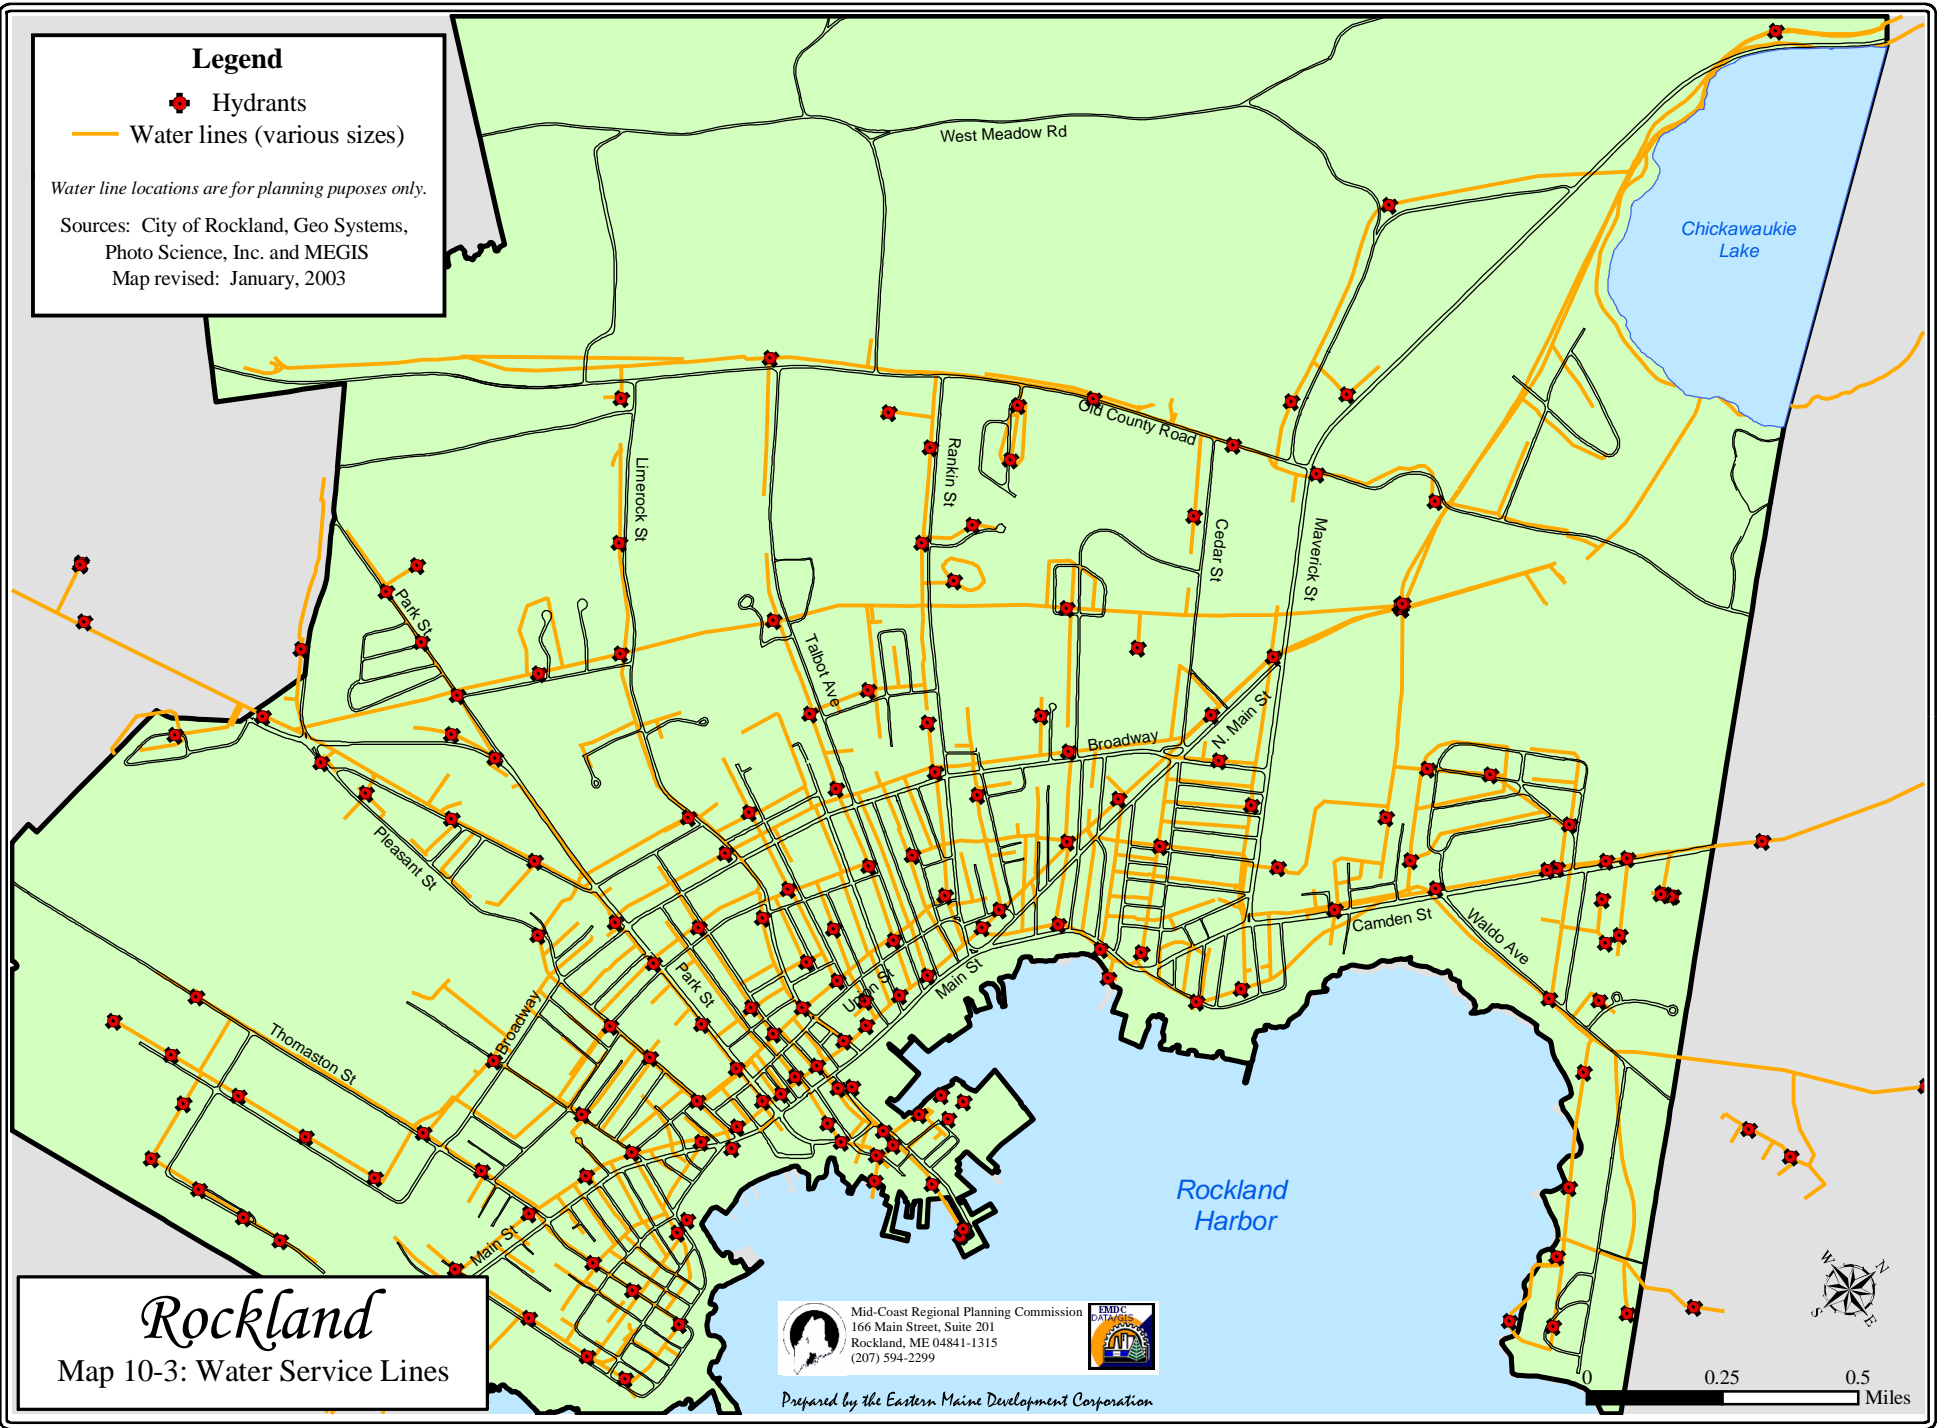 Legend
Hydrants
Water lines (various sizes)
Water line locations are for planning puposes only.
Sources: City of Rockland, Geo Systems,
Photo Science, Inc. and MEGIS
Map revised: January, 2003
West Meadow Rd
Chickawaukie
Lake
Old County Road
Rankin St
Limerock St
Cedar St
Maverick St
Park St
Talbot Ave
N. Main St
Broadway
Pleasant St
Camden St
Waldo Ave
Park St
Union St
Main St
Broadway
Thomaston St
Main St
Rockland
Harbor
W
N
S
E
Rockland
Map 10-3: Water Service Lines
Mid-Coast Regional Planning Commission
166 Main Street, Suite 201
Rockland, ME 04841-1315
(207) 594-2299
EMDC
DATA/GIS
Prepared by the Eastern Maine Development Corporation
0 0.25 0.5
Miles